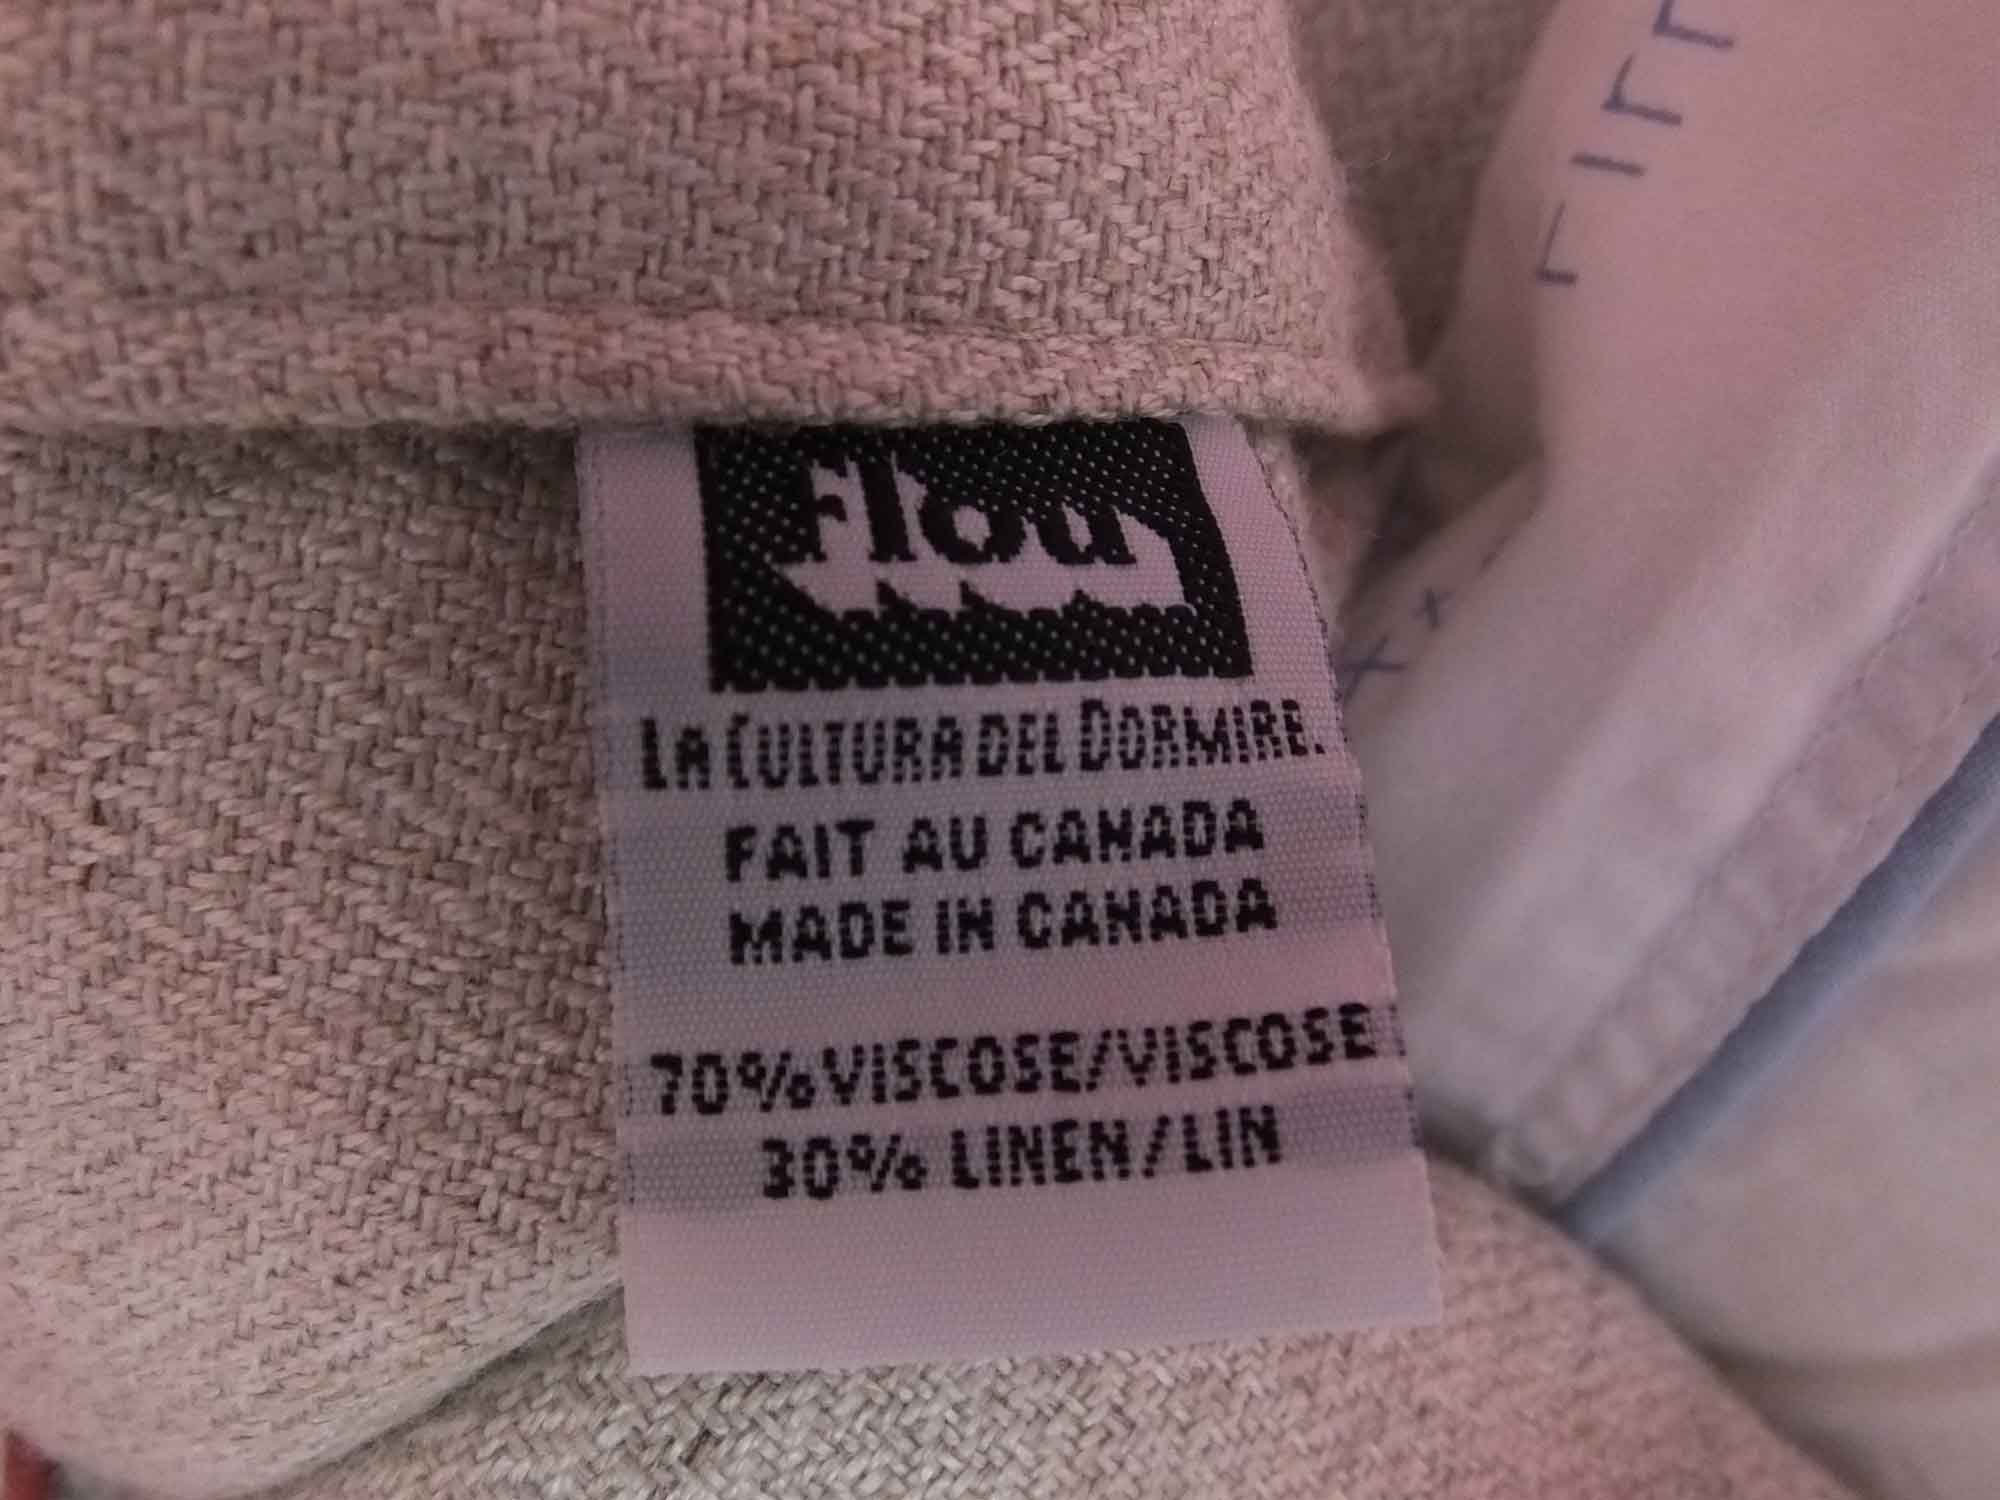 Flou
LA CULTURA DEL DORMIRE.
FAIT AU CANADA
MADE IN CANADA
70% VISCOSE/VISCOSE
30% LINEN/LIN